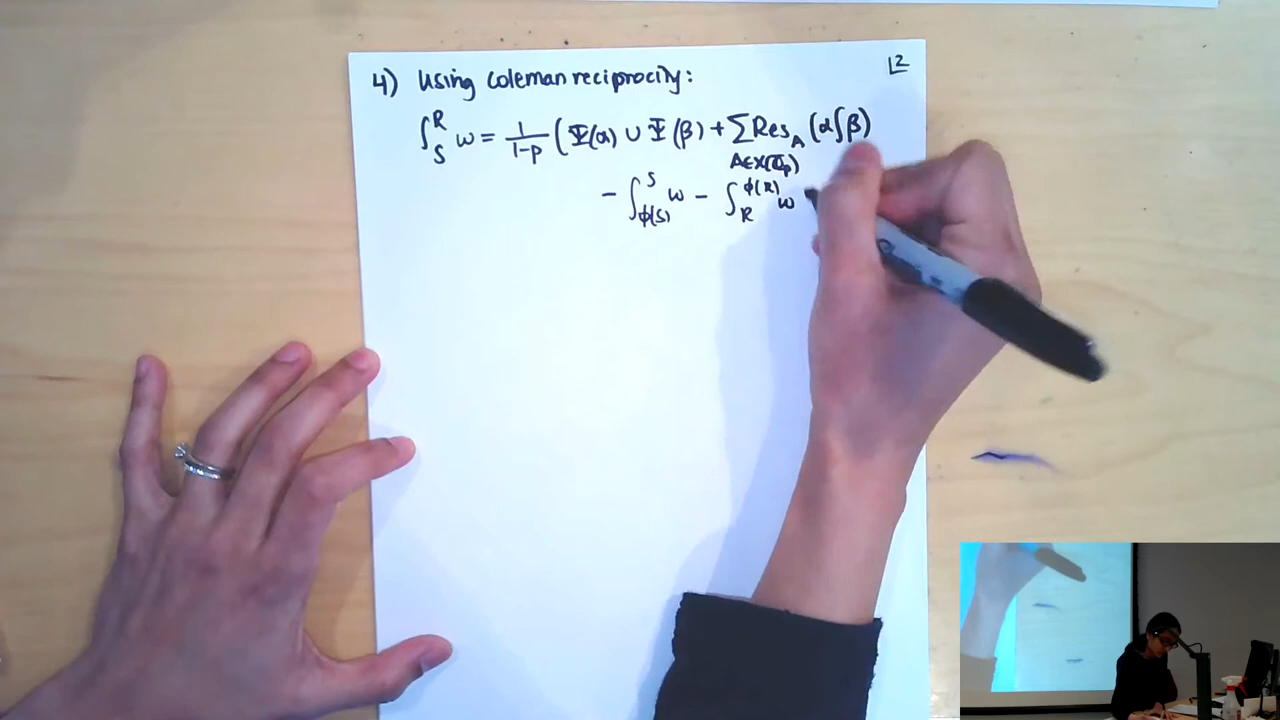 4) Using Coleman reciprocity: L2
∫_S^R ω = 1/(1-p) (Ψ(α) ∪ Ψ(β) + ∑ Res_A (α∫β)
A∈X(ℂ_p)
- ∫_{φ(S)}^S ω - ∫_R^{φ(R)} ω